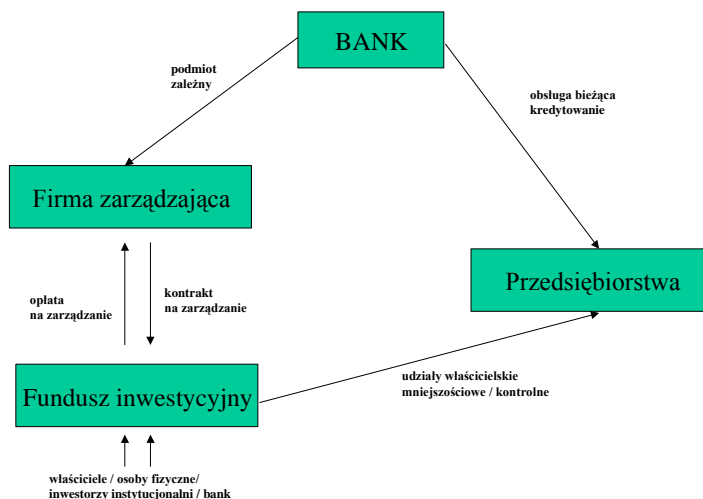 BANK
podmiot
zależny
obsługa bieżąca
kredytowanie
Firma zarządzająca
opłata
na zarządzanie
kontrakt
na zarządzanie
Przedsiębiorstwa
udziały właścicielskie
mniejszościowe / kontrolne
Fundusz inwestycyjny
właściciele / osoby fizyczne/
inwestorzy instytucjonalni / bank